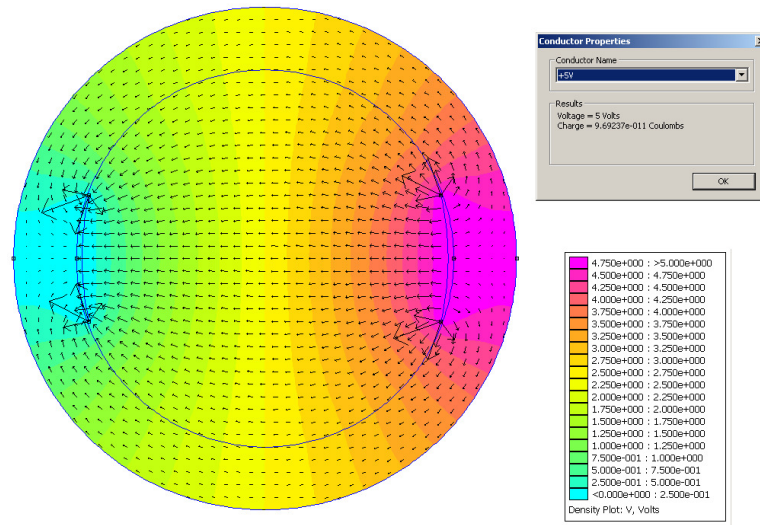 Conductor Properties
Conductor Name
+5V
Results
Voltage = 5 Volts
Charge = 9.69237e-011 Coulombs
OK
4.750e+000 : >5.000e+000
4.500e+000 : 4.750e+000
4.250e+000 : 4.500e+000
4.000e+000 : 4.250e+000
3.750e+000 : 4.000e+000
3.500e+000 : 3.750e+000
3.250e+000 : 3.500e+000
3.000e+000 : 3.250e+000
2.750e+000 : 3.000e+000
2.500e+000 : 2.750e+000
2.250e+000 : 2.500e+000
2.000e+000 : 2.250e+000
1.750e+000 : 2.000e+000
1.500e+000 : 1.750e+000
1.250e+000 : 1.500e+000
1.000e+000 : 1.250e+000
7.500e-001 : 1.000e+000
5.000e-001 : 7.500e-001
2.500e-001 : 5.000e-001
<0.000e+000 : 2.500e-001
Density Plot: V, Volts